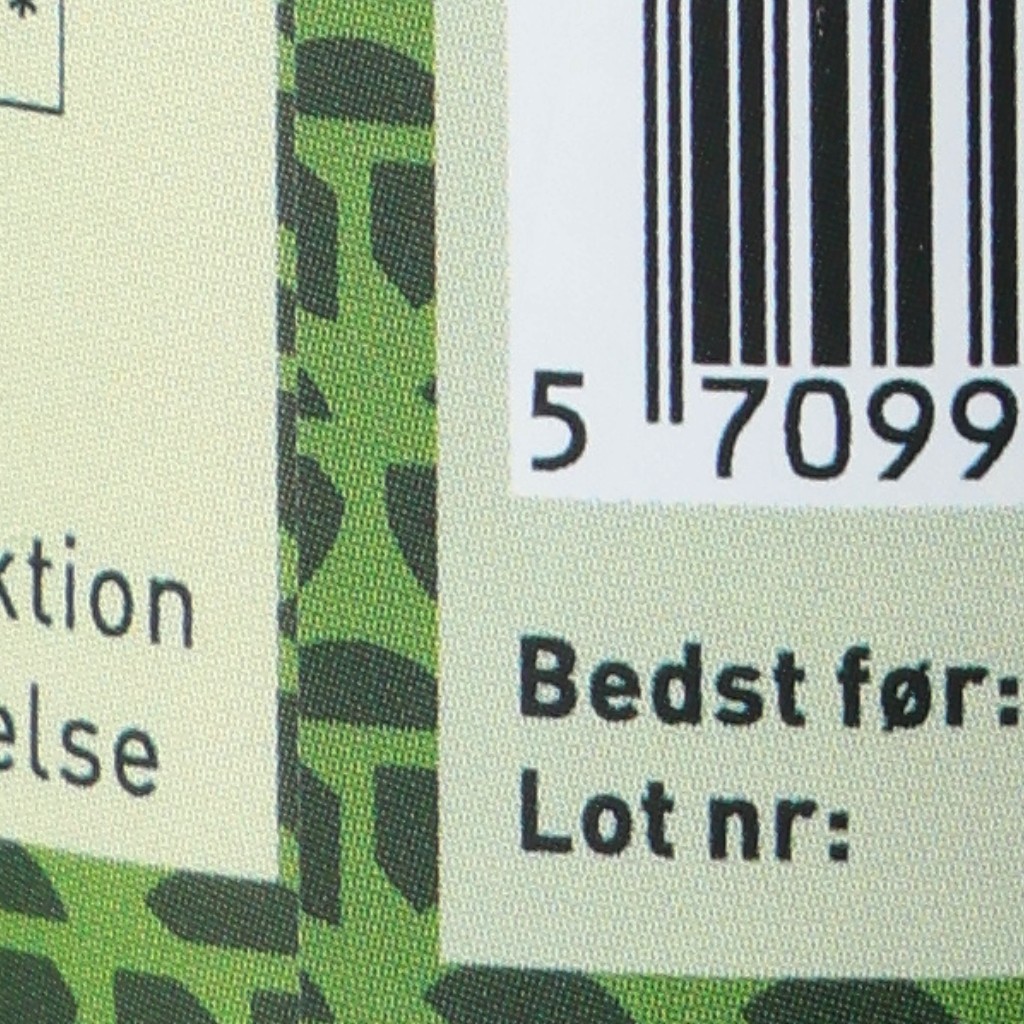 *
ktion
else
5 7099
Bedst før:
Lot nr: